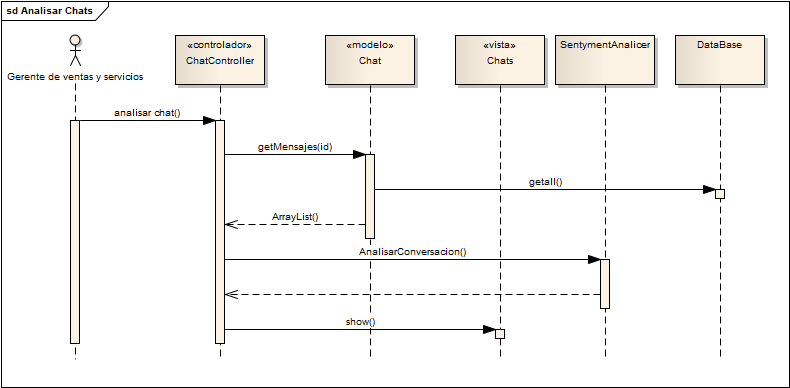 sd Analisar Chats
Gerente de ventas y servicios
«controlador»
ChatController
«modelo»
Chat
«vista»
Chats
SentymentAnalicer
DataBase
analisar chat()
getMensajes(id)
getall()
ArrayList()
AnalisarConversacion()
show()